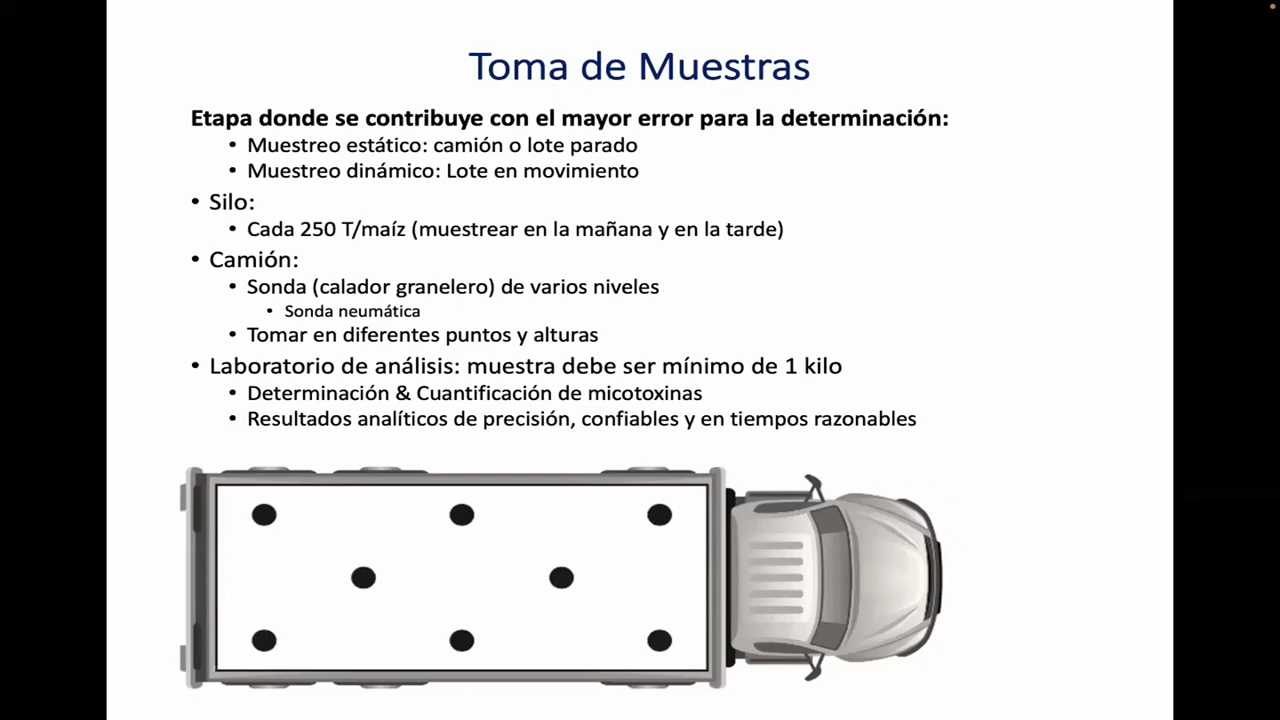 Toma de Muestras
Etapa donde se contribuye con el mayor error para la determinación:
• Muestreo estático: camión o lote parado
• Muestreo dinámico: Lote en movimiento
• Silo:
• Cada 250 T/maíz (muestrear en la mañana y en la tarde)
• Camión:
• Sonda (calador granelero) de varios niveles
• Sonda neumática
• Tomar en diferentes puntos y alturas
• Laboratorio de análisis: muestra debe ser mínimo de 1 kilo
• Determinación & Cuantificación de micotoxinas
• Resultados analíticos de precisión, confiables y en tiempos razonables